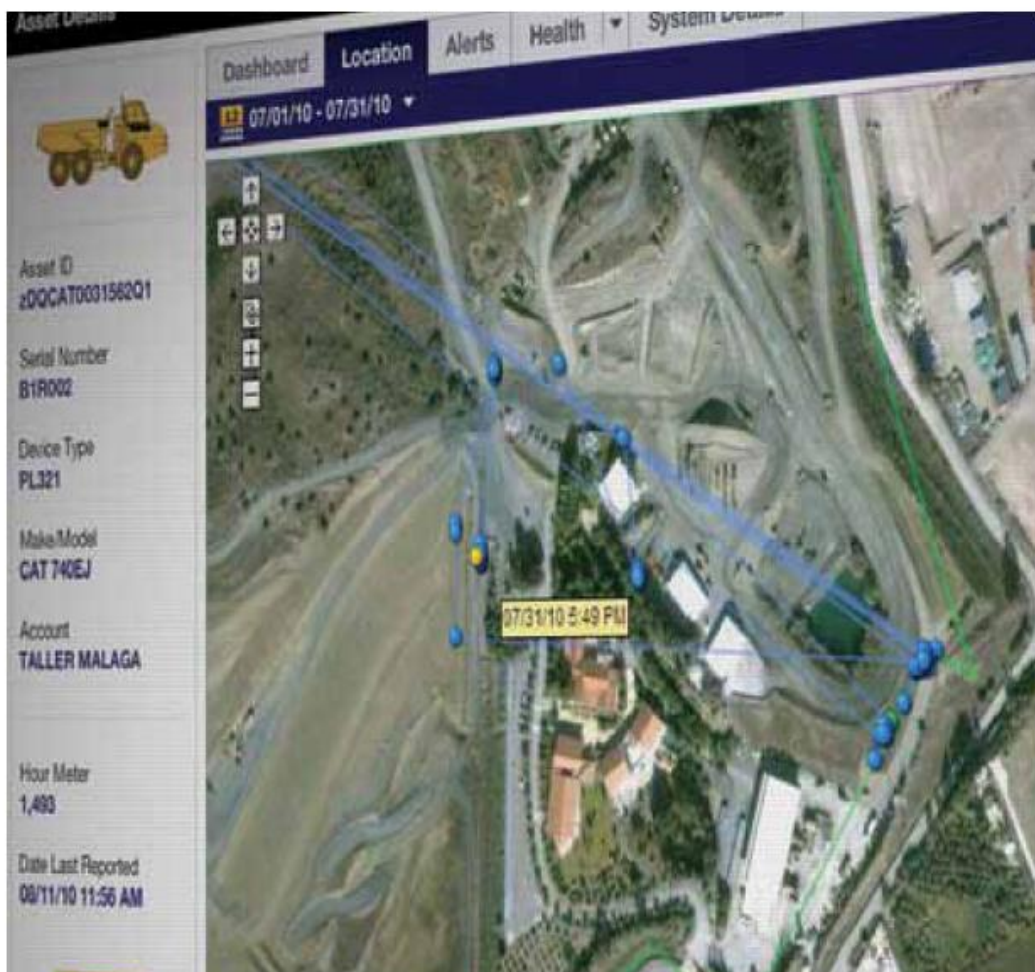 Asset Details
Dashboard
Location
Alerts
Health
System Details
07/01/10 - 07/31/10
Asset ID
zDQCAT0031562Q1
Serial Number
B1R002
Device Type
PL321
Make/Model
CAT 740EJ
07/31/10 5:49 PM
Account
TALLER MALAGA
Hour Meter
1,493
Date Last Reported
08/11/10 11:56 AM